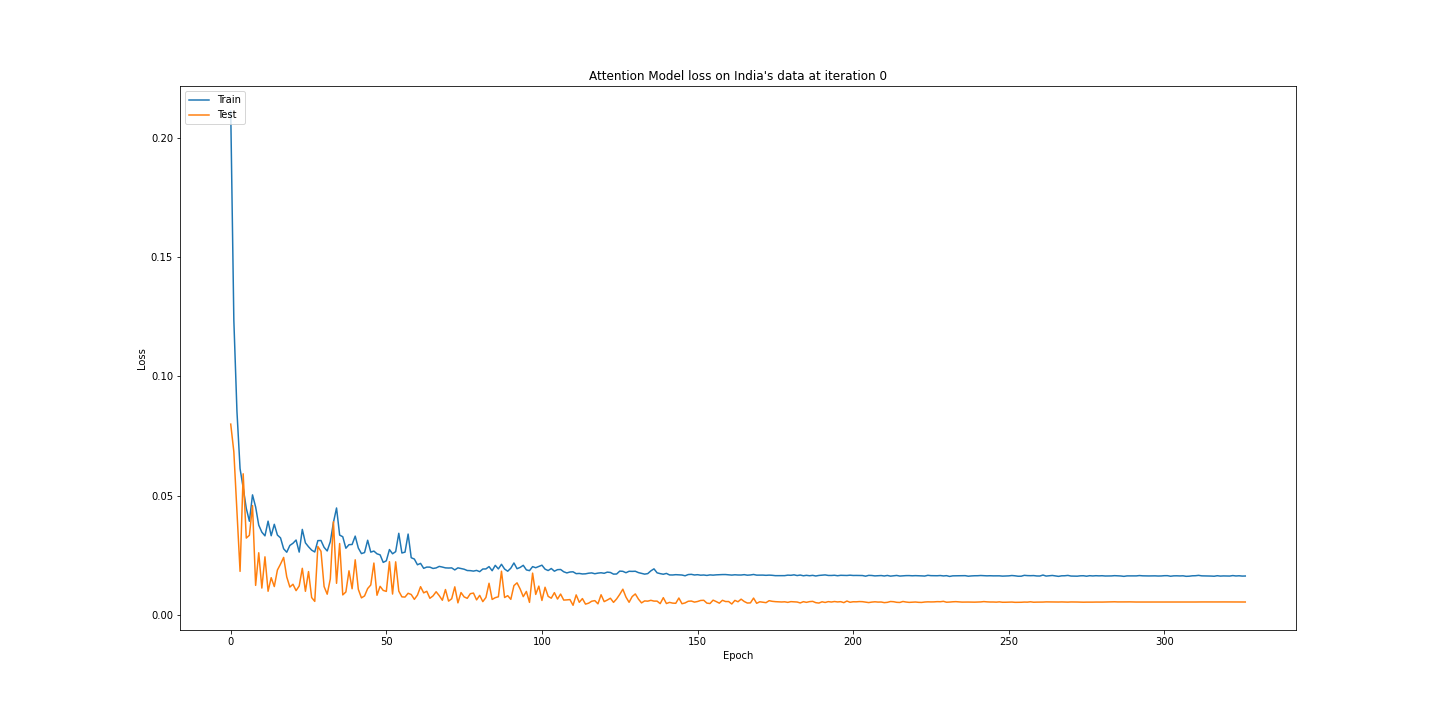 Attention Model loss on India's data at iteration 0
Train
Test
0.20
0.15
0.10
0.05
0.00
Loss
0 50 100 150 200 250 300
Epoch